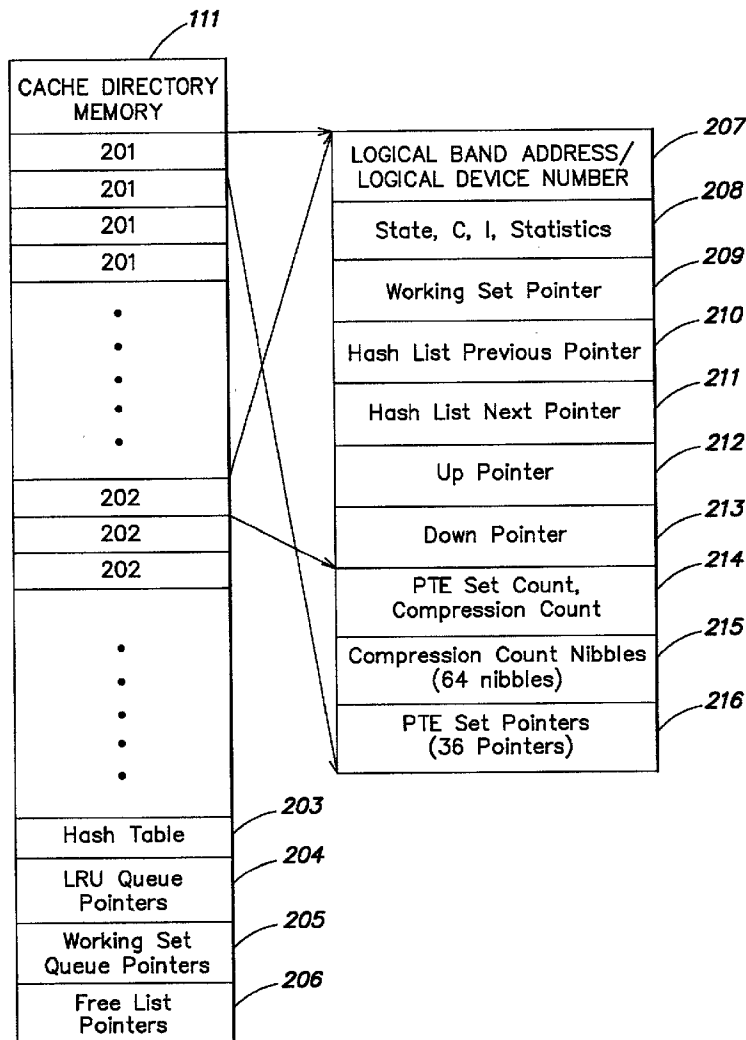 111
CACHE DIRECTORY
MEMORY
201
201
201
201
202
202
202
Hash Table
203
LRU Queue
Pointers
204
Working Set
Queue Pointers
205
Free List
Pointers
206
LOGICAL BAND ADDRESS/
LOGICAL DEVICE NUMBER
207
State, C, I, Statistics
208
Working Set Pointer
209
Hash List Previous Pointer
210
Hash List Next Pointer
211
Up Pointer
212
Down Pointer
213
PTE Set Count,
Compression Count
214
Compression Count Nibbles
(64 nibbles)
215
PTE Set Pointers
(36 Pointers)
216